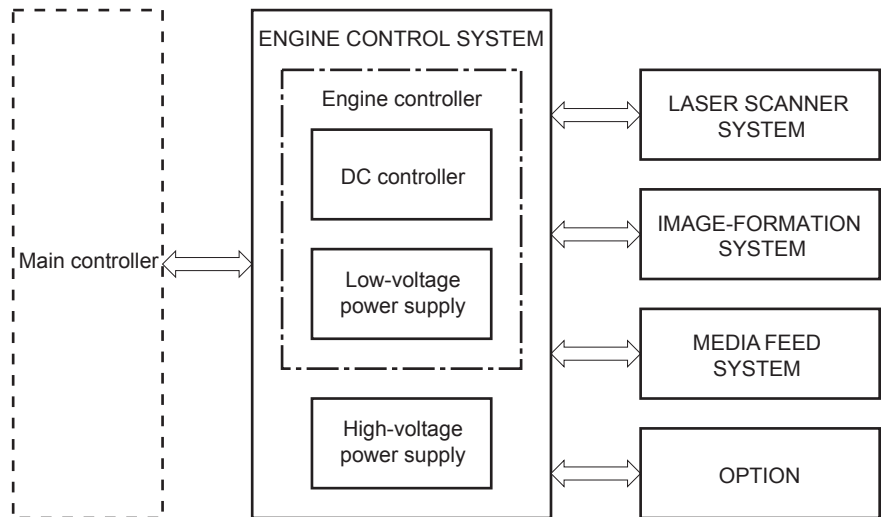 Main controller
ENGINE CONTROL SYSTEM
Engine controller
DC controller
Low-voltage
power supply
High-voltage
power supply
LASER SCANNER
SYSTEM
IMAGE-FORMATION
SYSTEM
MEDIA FEED
SYSTEM
OPTION